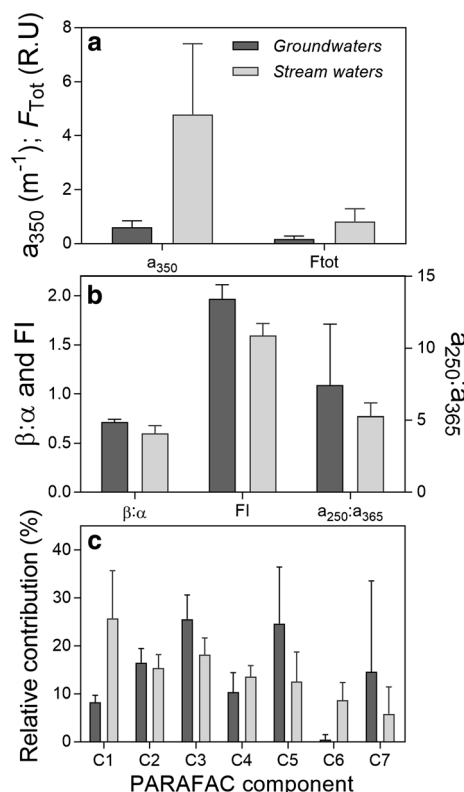 a
Groundwaters
Stream waters
a350 (m-1); FTot (R.U)
8
6
4
2
0
a350 Ftot
b
β:α and FI
2.0
1.5
1.0
0.5
0.0
15
10
5
0
a250:a365
β:α FI a250:a365
c
Relative contribution (%)
40
30
20
10
0
C1 C2 C3 C4 C5 C6 C7
PARAFAC component